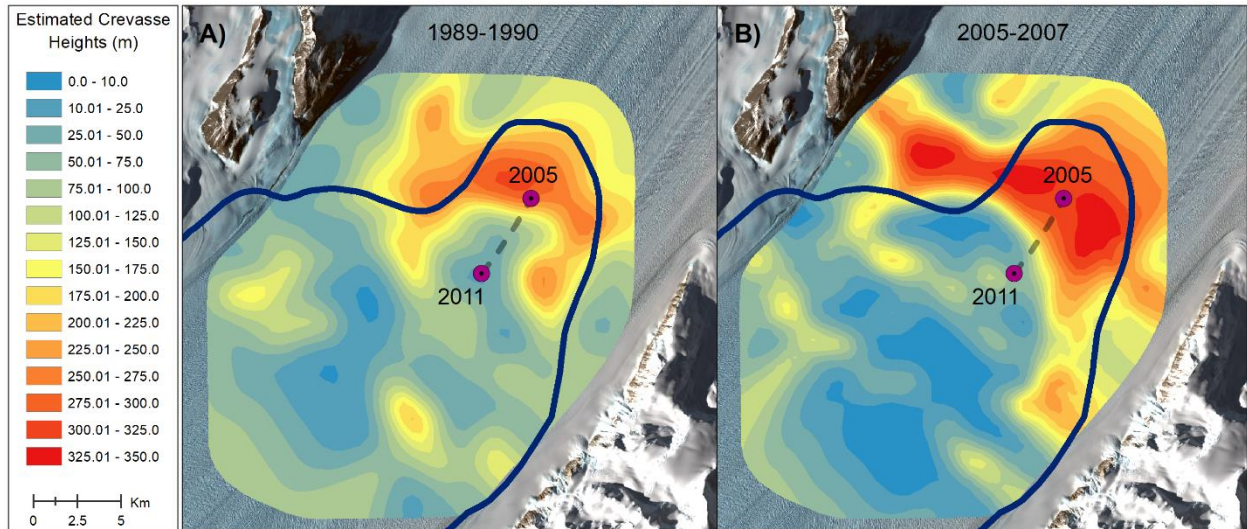 Estimated Crevasse
Heights (m)
0.0 - 10.0
10.01 - 25.0
25.01 - 50.0
50.01 - 75.0
75.01 - 100.0
100.01 - 125.0
125.01 - 150.0
150.01 - 175.0
175.01 - 200.0
200.01 - 225.0
225.01 - 250.0
250.01 - 275.0
275.01 - 300.0
300.01 - 325.0
325.01 - 350.0
Km
0 2.5 5
A)
1989-1990
2005
2011
B)
2005-2007
2005
2011